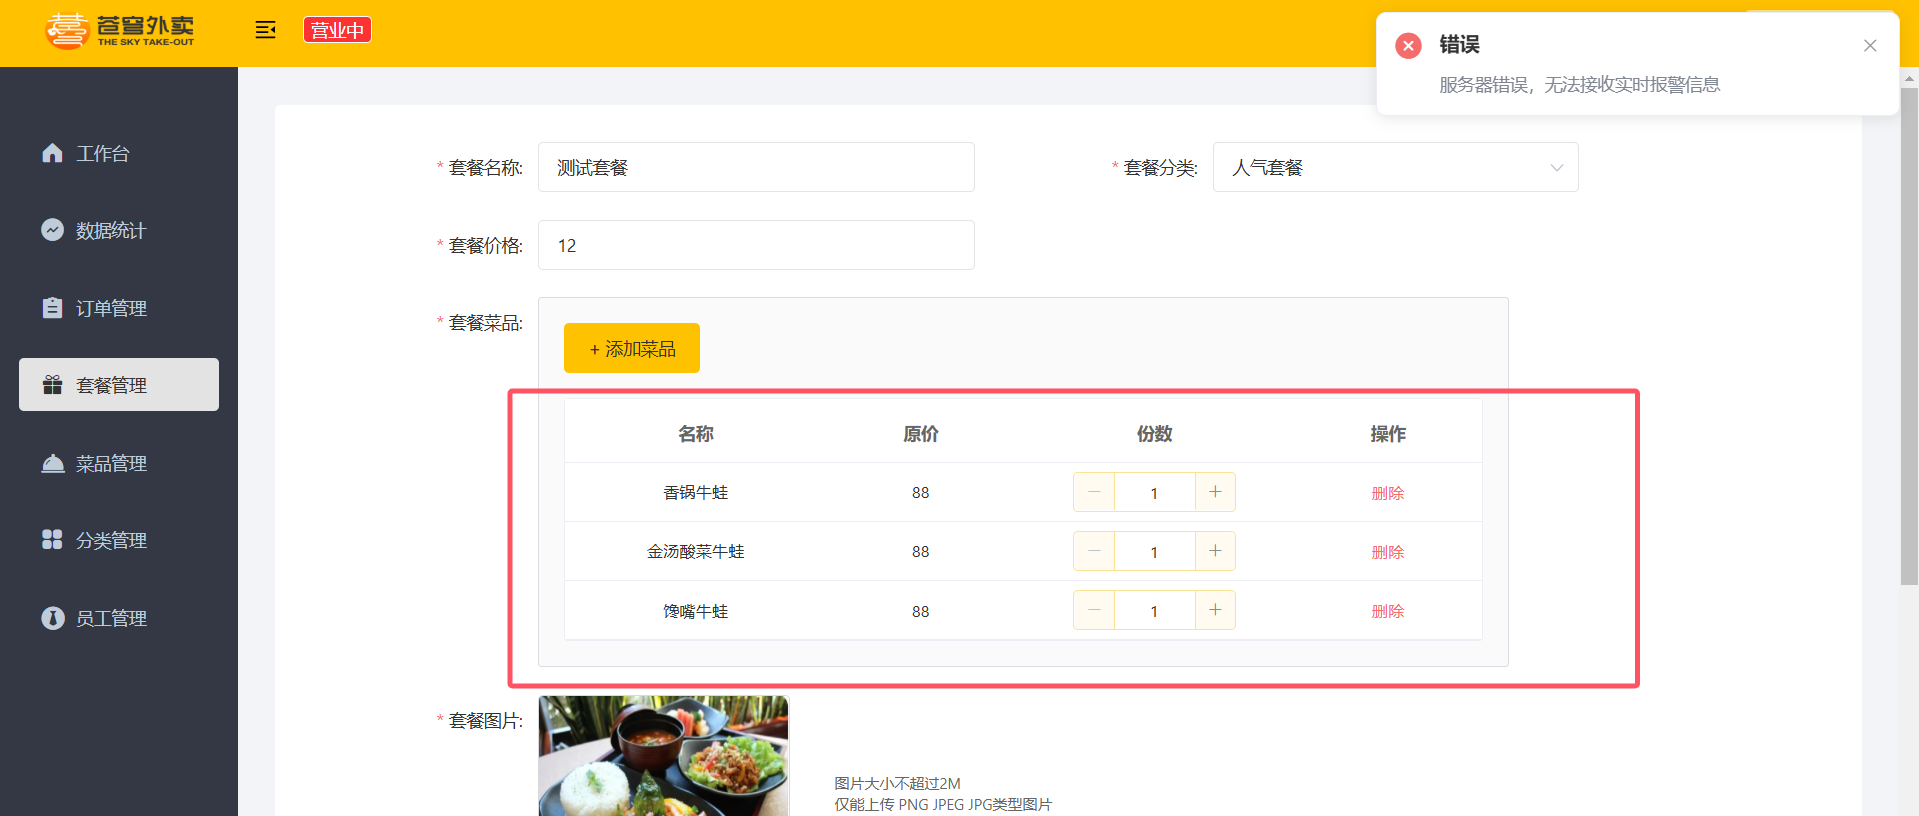 苍穹外卖
THE SKY TAKE-OUT
营业中
错误
服务器错误，无法接收实时报警信息
工作台
数据统计
订单管理
套餐管理
菜品管理
分类管理
员工管理
* 套餐名称: 测试套餐
* 套餐分类: 人气套餐
* 套餐价格: 12
* 套餐菜品:
+ 添加菜品
名称 原价 份数 操作
香锅牛蛙 88 1 删除
金汤酸菜牛蛙 88 1 删除
馋嘴牛蛙 88 1 删除
* 套餐图片:
图片大小不超过2M
仅能上传 PNG JPEG JPG类型图片